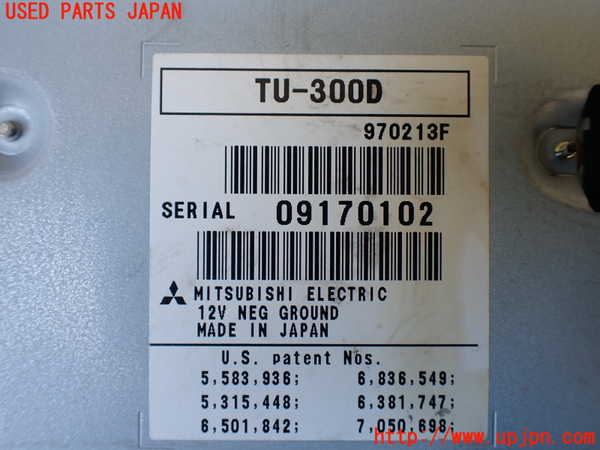 USED PARTS JAPAN
TU-300D
970213F
SERIAL 09170102
MITSUBISHI ELECTRIC
12V NEG GROUND
MADE IN JAPAN
U.S. patent Nos.
5,583,936; 6,836,549;
5,315,448; 6,381,747;
6,501,842; 7,050,698;
http://www.upjpn.com